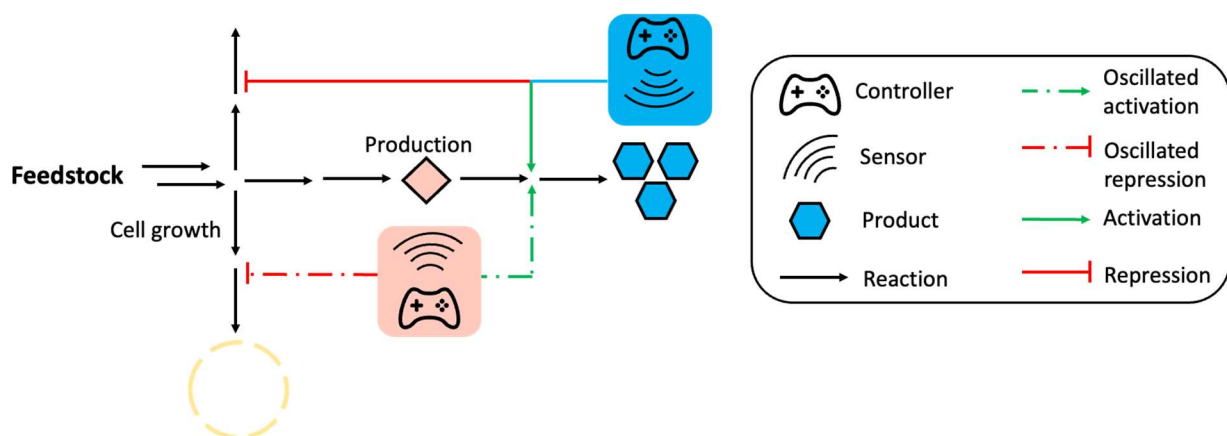 Production
Feedstock
Cell growth
Controller
Sensor
Product
Reaction
Oscillated
activation
Oscillated
repression
Activation
Repression